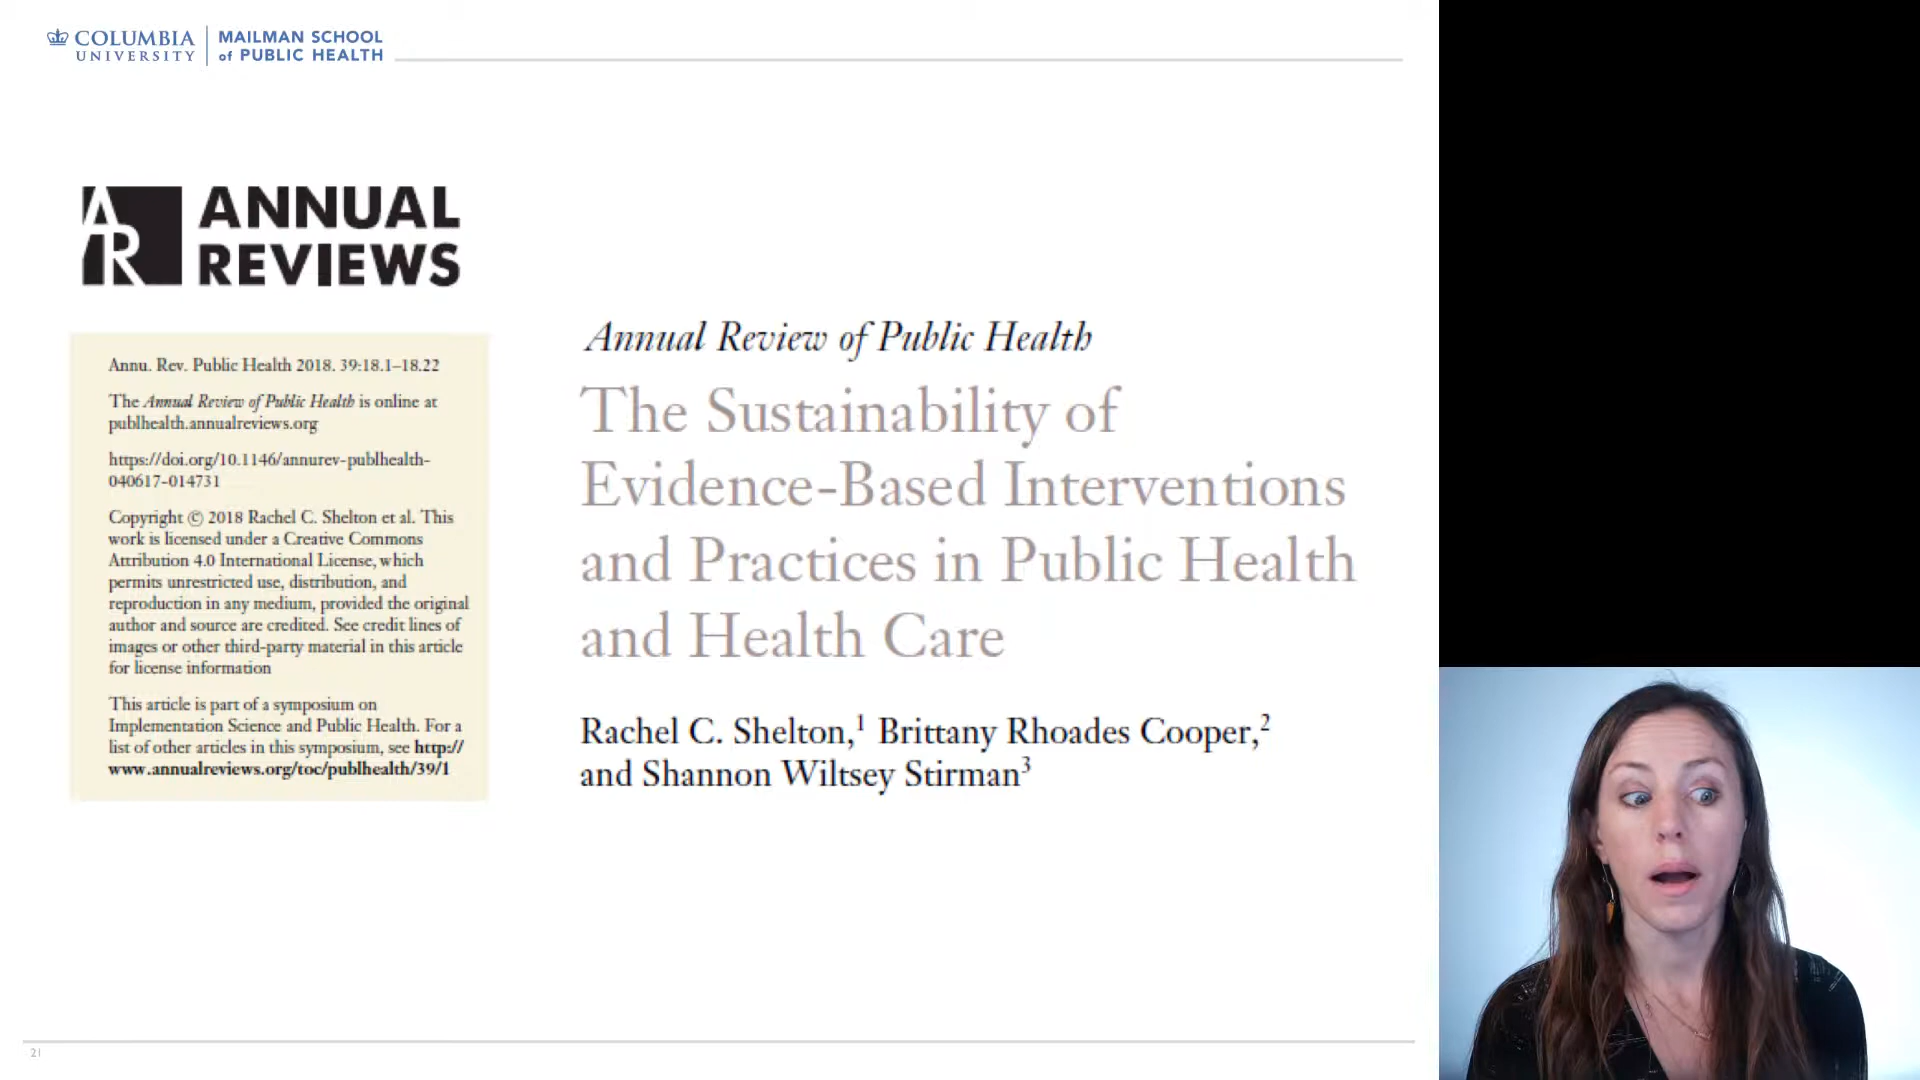 COLUMBIA
UNIVERSITY
MAILMAN SCHOOL
of PUBLIC HEALTH
AR
ANNUAL
REVIEWS
Annu. Rev. Public Health 2018. 39:18.1–18.22
The Annual Review of Public Health is online at
publhealth.annualreviews.org
https://doi.org/10.1146/annurev-publhealth-
040617-014731
Copyright © 2018 Rachel C. Shelton et al. This
work is licensed under a Creative Commons
Attribution 4.0 International License, which
permits unrestricted use, distribution, and
reproduction in any medium, provided the original
author and source are credited. See credit lines of
images or other third-party material in this article
for license information
This article is part of a symposium on
Implementation Science and Public Health. For a
list of other articles in this symposium, see http://
www.annualreviews.org/toc/publhealth/39/1
Annual Review of Public Health
The Sustainability of
Evidence-Based Interventions
and Practices in Public Health
and Health Care
Rachel C. Shelton,1 Brittany Rhoades Cooper,2
and Shannon Wiltsey Stirman3
21